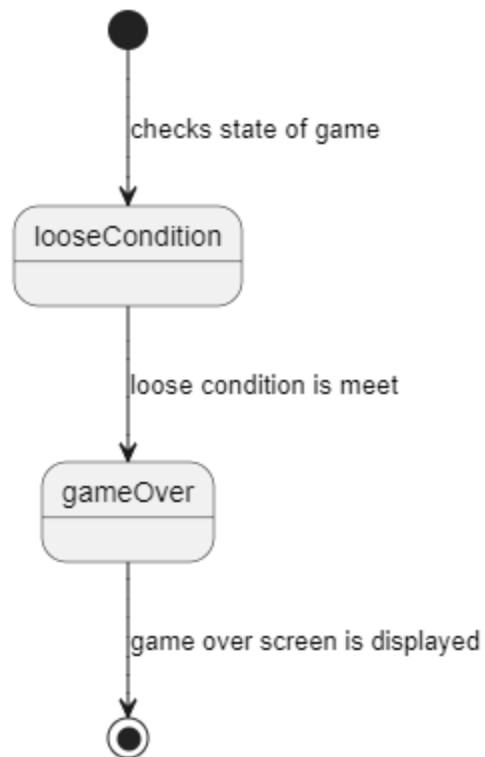 checks state of game
looseCondition
loose condition is meet
gameOver
game over screen is displayed